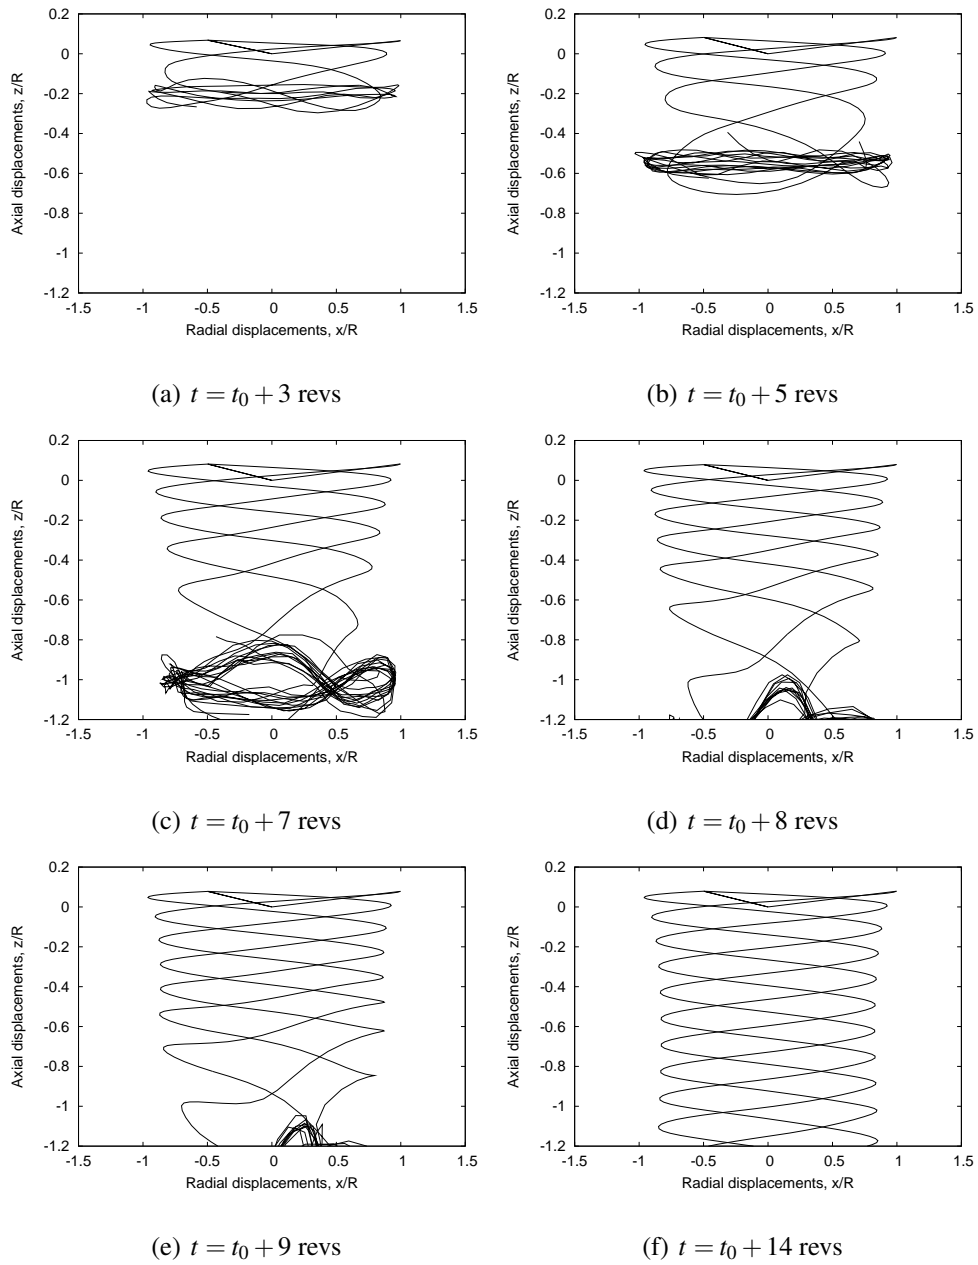 0.2
0
-0.2
-0.4
-0.6
-0.8
-1
-1.2
Axial displacements, z/R
-1.5 -1 -0.5 0 0.5 1 1.5
Radial displacements, x/R
(a) t = t0 + 3 revs
0.2
0
-0.2
-0.4
-0.6
-0.8
-1
-1.2
Axial displacements, z/R
-1.5 -1 -0.5 0 0.5 1 1.5
Radial displacements, x/R
(b) t = t0 + 5 revs
0.2
0
-0.2
-0.4
-0.6
-0.8
-1
-1.2
Axial displacements, z/R
-1.5 -1 -0.5 0 0.5 1 1.5
Radial displacements, x/R
(c) t = t0 + 7 revs
0.2
0
-0.2
-0.4
-0.6
-0.8
-1
-1.2
Axial displacements, z/R
-1.5 -1 -0.5 0 0.5 1 1.5
Radial displacements, x/R
(d) t = t0 + 8 revs
0.2
0
-0.2
-0.4
-0.6
-0.8
-1
-1.2
Axial displacements, z/R
-1.5 -1 -0.5 0 0.5 1 1.5
Radial displacements, x/R
(e) t = t0 + 9 revs
0.2
0
-0.2
-0.4
-0.6
-0.8
-1
-1.2
Axial displacements, z/R
-1.5 -1 -0.5 0 0.5 1 1.5
Radial displacements, x/R
(f) t = t0 + 14 revs